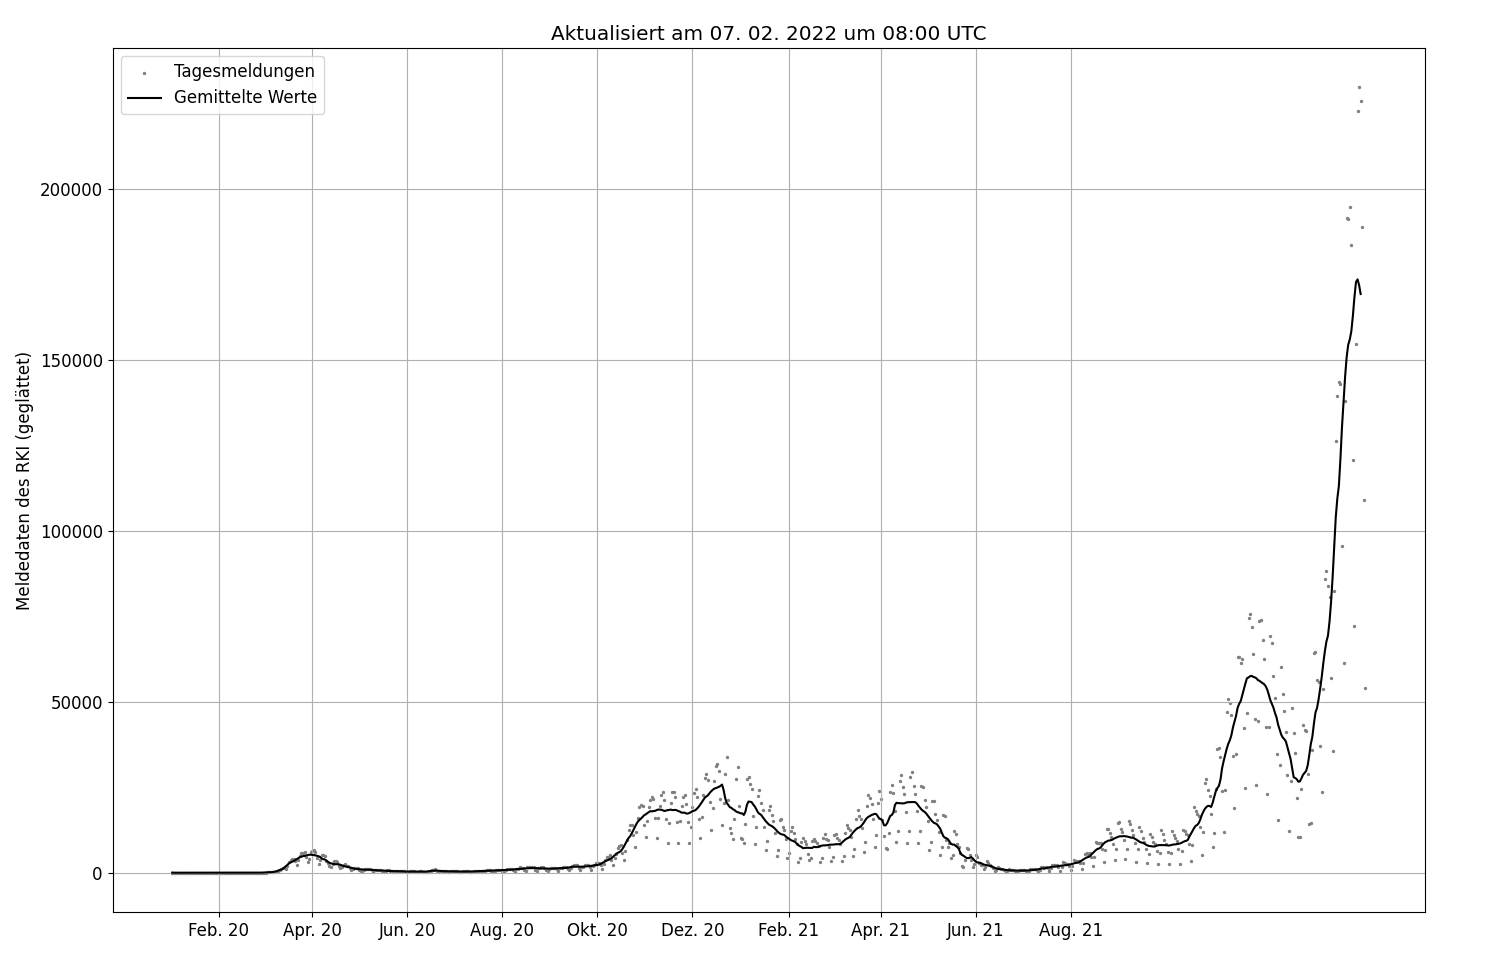 Aktualisiert am 07. 02. 2022 um 08:00 UTC
Tagesmeldungen
Gemittelte Werte
Meldedaten des RKI (geglättet)
200000
150000
100000
50000
0
Feb. 20 Apr. 20 Jun. 20 Aug. 20 Okt. 20 Dez. 20 Feb. 21 Apr. 21 Jun. 21 Aug. 21